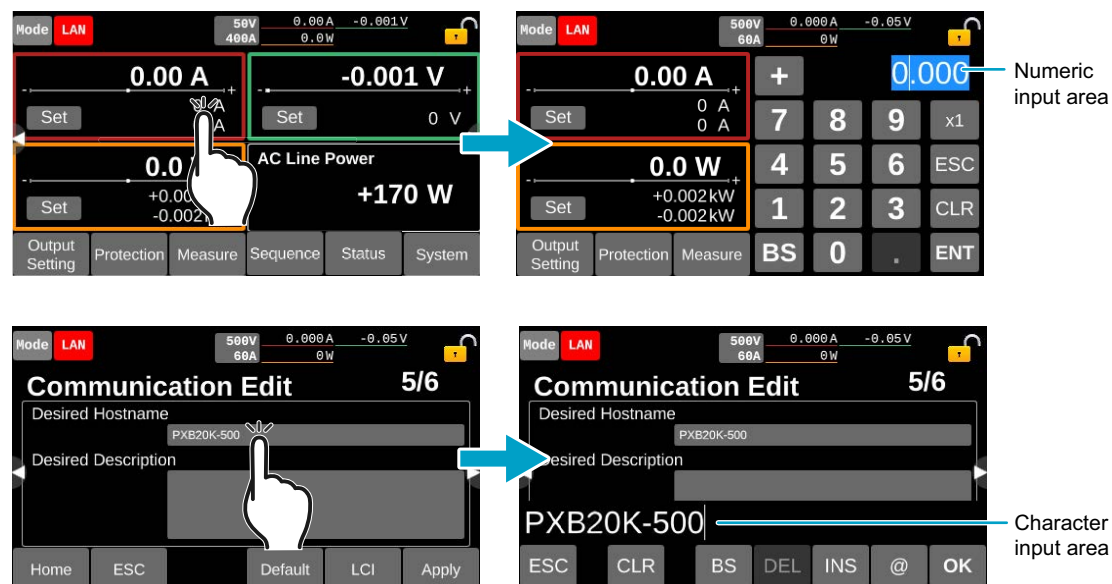 Mode LAN 50V 0.00A -0.001V
400A 0.0W
0.00 A -0.001 V
- + - +
Set A Set 0 V
A
0.0 AC Line Power
- +170 W
Set +0.00
-0.002
Output Setting Protection Measure Sequence Status System
Mode LAN 500V 0.000A -0.05V
60A 0W
0.00 A + 0.000 Numeric
- + input area
Set 0 A 7 8 9 x1
0 A
0.0 W 4 5 6 ESC
- +
Set +0.002kW 1 2 3 CLR
-0.002kW
Output Setting Protection Measure BS 0 . ENT
Mode LAN 500V 0.000A -0.05V
60A 0W
Communication Edit 5/6
Desired Hostname
PXB20K-500
Desired Description
Home ESC Default LCI Apply
Mode LAN 500V 0.000A -0.05V
60A 0W
Communication Edit 5/6
Desired Hostname
PXB20K-500
Desired Description
PXB20K-500 Character
input area
ESC CLR BS DEL INS @ OK